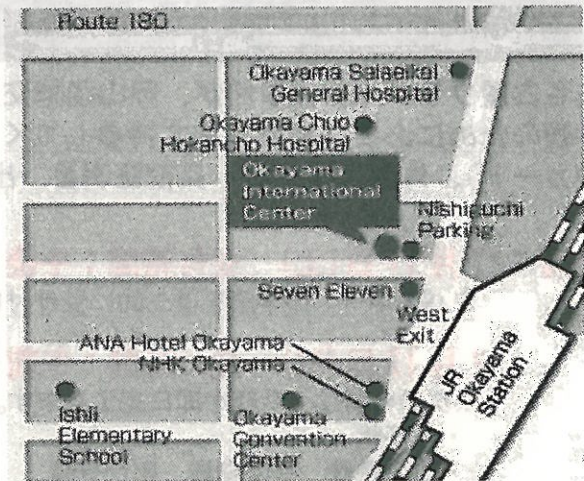 Route 180
Okayama Saiseikai
General Hospital
Okayama Chuo
Hokancho Hospital
Okayama
International
Center
Nishiguchi
Parking
Seven Eleven
West
Exit
ANA Hotel Okayama
NHK Okayama
JR
Okayama
Station
Ishii
Elementary
School
Okayama
Convention
Center